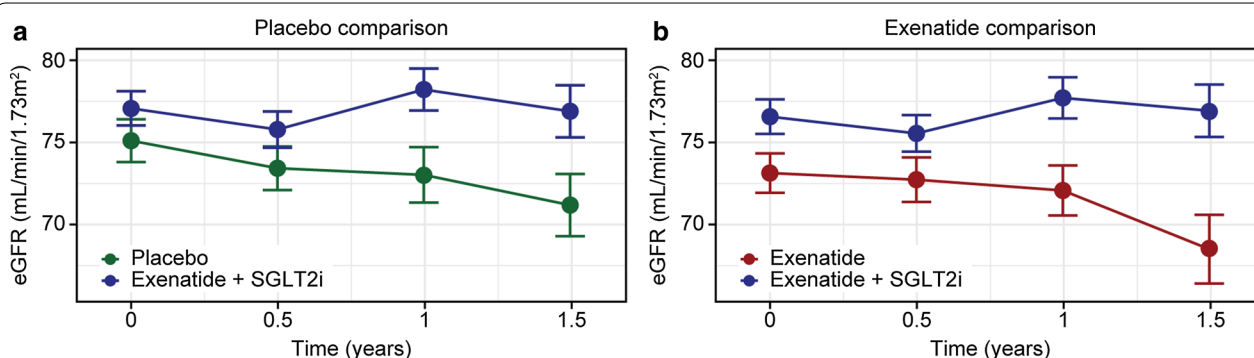 a Placebo comparison
eGFR (mL/min/1.73m²)
80
75
70
Placebo
Exenatide + SGLT2i
0 0.5 1 1.5
Time (years)
b Exenatide comparison
eGFR (mL/min/1.73m²)
80
75
70
Exenatide
Exenatide + SGLT2i
0 0.5 1 1.5
Time (years)